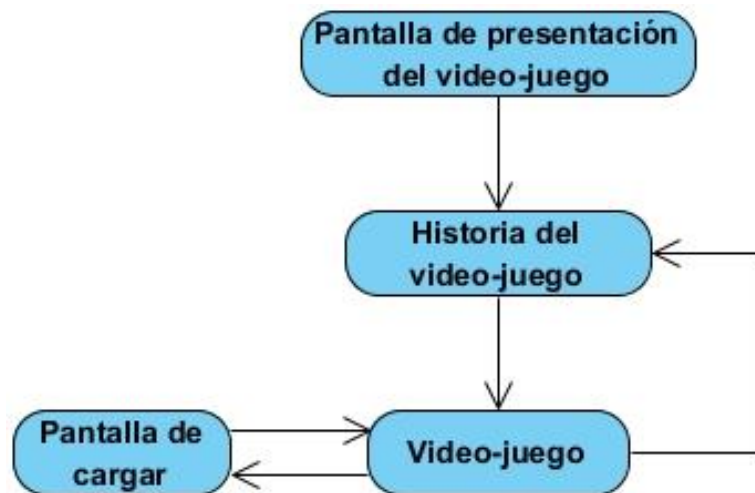 Pantalla de presentación
del video-juego
Historia del
video-juego
Pantalla de
cargar
Video-juego